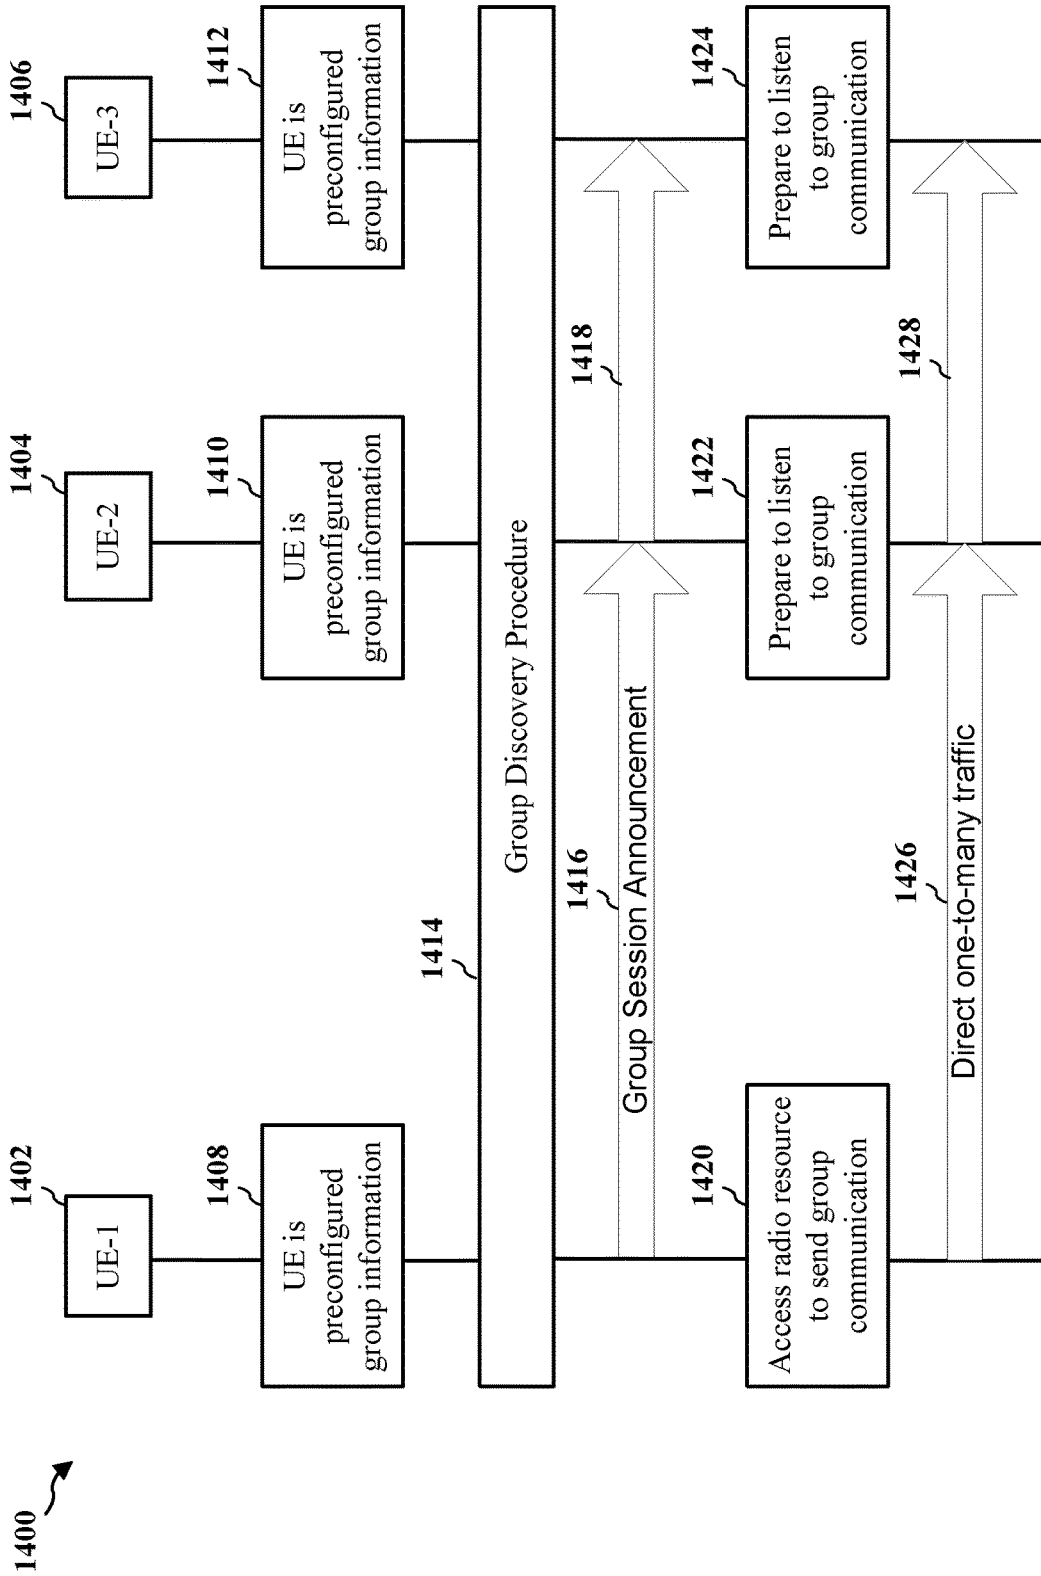 1400
1402
1404
1406
UE-1
UE-2
UE-3
1408
1410
1412
UE is
preconfigured
group information
UE is
preconfigured
group information
UE is
preconfigured
group information
1414
Group Discovery Procedure
1416
1418
Group Session Announcement
1420
1422
1424
Access radio resource
to send group
communication
Prepare to listen
to group
communication
Prepare to listen
to group
communication
1426
1428
Direct one-to-many traffic